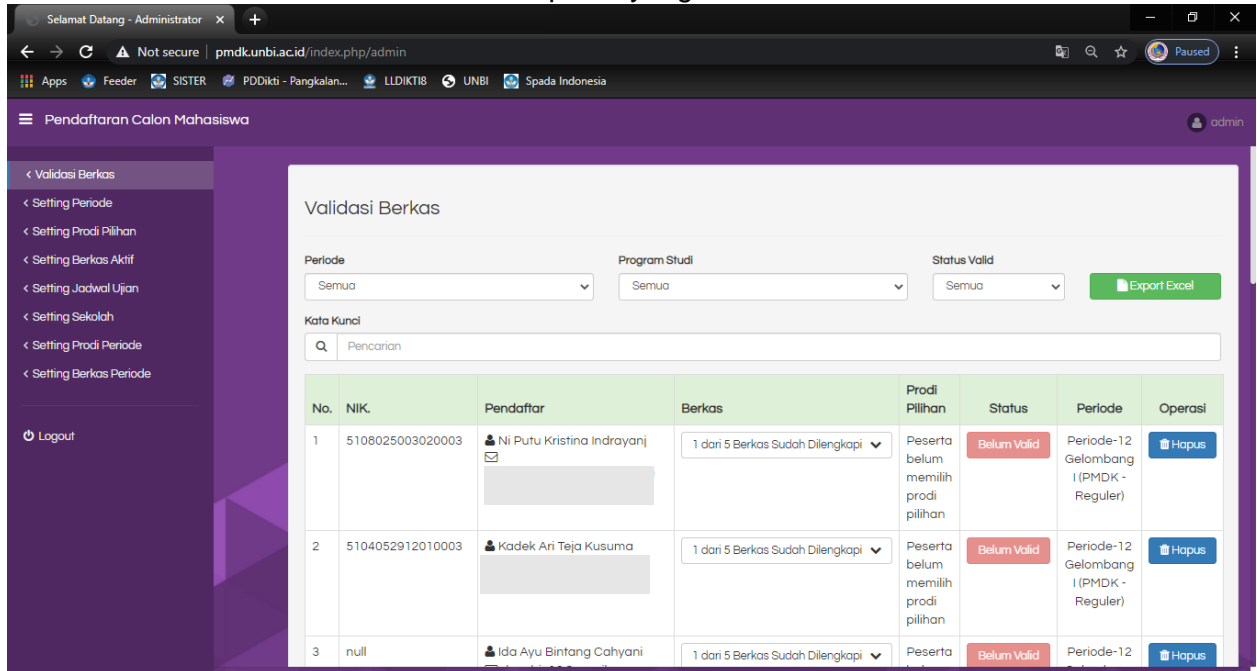 Selamat Datang - Administrator
Not secure | pmdk.unbi.ac.id/index.php/admin
Paused
Apps Feeder SISTER PDDikti - Pangkalan... LLDIKTI8 UNBI Spada Indonesia
Pendaftaran Calon Mahasiswa
admin
< Validasi Berkas
< Setting Periode
< Setting Prodi Pilihan
< Setting Berkas Aktif
< Setting Jadwal Ujian
< Setting Sekolah
< Setting Prodi Periode
< Setting Berkas Periode
Logout
Validasi Berkas
Periode Program Studi Status Valid
Semua Semua Semua Export Excel
Kata Kunci
Pencarian
No. NIK. Pendaftar Berkas Prodi Pilihan Status Periode Operasi
1 5108025003020003 Ni Putu Kristina Indrayanj 1 dari 5 Berkas Sudah Dilengkapi Peserta Belum Valid Periode-12 Hapus
belum Gelombang
memilih I (PMDK -
prodi Reguler)
pilihan
2 5104052912010003 Kadek Ari Teja Kusuma 1 dari 5 Berkas Sudah Dilengkapi Peserta Belum Valid Periode-12 Hapus
belum Gelombang
memilih I (PMDK -
prodi Reguler)
pilihan
3 null Ida Ayu Bintang Cahyani 1 dari 5 Berkas Sudah Dilengkapi Peserta Belum Valid Periode-12 Hapus